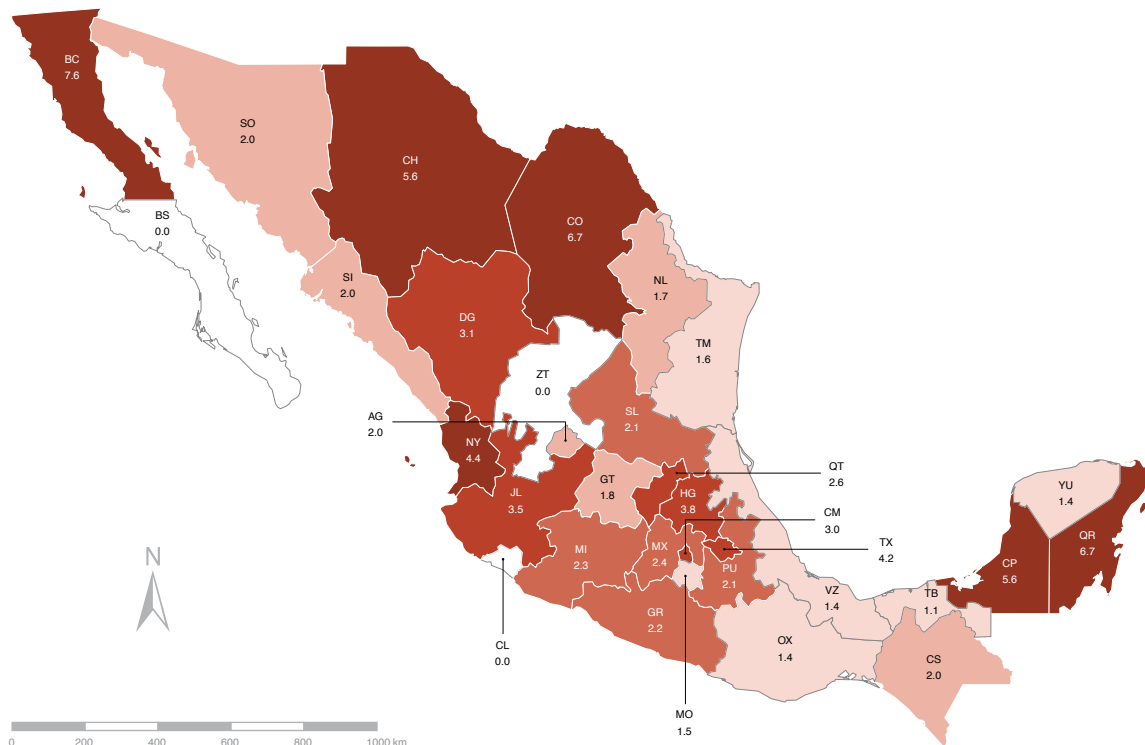 BC
7.6
SO
2.0
CH
5.6
BS
0.0
CO
6.7
SI
2.0
NL
1.7
DG
3.1
TM
1.6
ZT
0.0
AG
2.0
SL
2.1
NY
4.4
QT
2.6
GT
1.8
JL
3.5
HG
3.8
YU
1.4
CM
3.0
TX
4.2
QR
6.7
MI
2.3
MX
2.4
PU
2.1
CP
5.6
N
VZ
1.4
TB
1.1
GR
2.2
OX
1.4
CL
0.0
CS
2.0
MO
1.5
0 200 400 600 800 1000 km